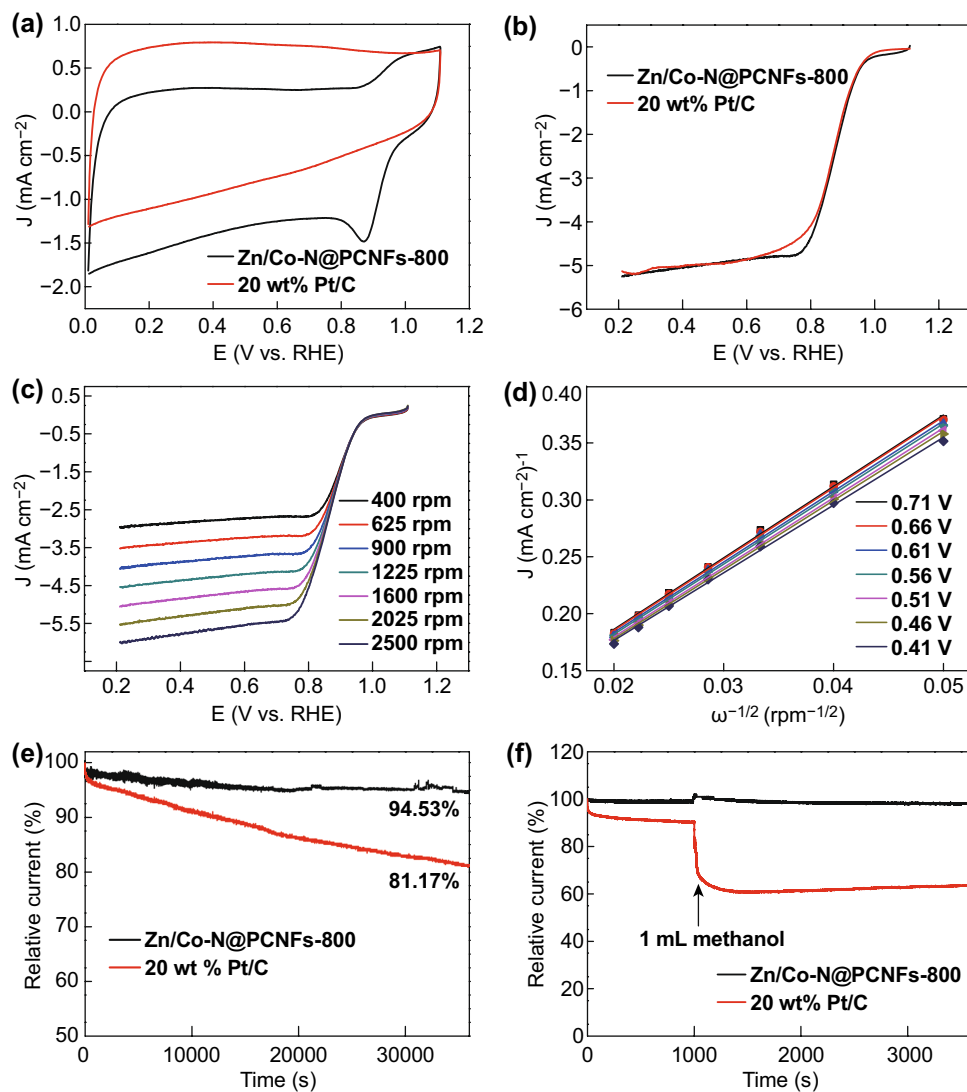 (a)
1.0
0.5
0.0
−0.5
−1.0
−1.5
−2.0
J (mA cm−2)
Zn/Co-N@PCNFs-800
20 wt% Pt/C
0.0 0.2 0.4 0.6 0.8 1.0 1.2
E (V vs. RHE)
(b)
0
−1
−2
−3
−4
−5
−6
J (mA cm−2)
Zn/Co-N@PCNFs-800
20 wt% Pt/C
0.2 0.4 0.6 0.8 1.0 1.2
E (V vs. RHE)
(c)
0.5
−0.5
−1.5
−2.5
−3.5
−4.5
−5.5
J (mA cm−2)
400 rpm
625 rpm
900 rpm
1225 rpm
1600 rpm
2025 rpm
2500 rpm
0.2 0.4 0.6 0.8 1.0 1.2
E (V vs. RHE)
(d)
0.40
0.35
0.30
0.25
0.20
0.15
J (mA cm−2)-1
0.71 V
0.66 V
0.61 V
0.56 V
0.51 V
0.46 V
0.41 V
0.02 0.03 0.04 0.05
ω−1/2 (rpm−1/2)
(e)
100
90
80
70
60
50
Relative current (%)
94.53%
81.17%
Zn/Co-N@PCNFs-800
20 wt % Pt/C
0 10000 20000 30000
Time (s)
(f)
120
100
80
60
40
20
0
Relative current (%)
1 mL methanol
Zn/Co-N@PCNFs-800
20 wt% Pt/C
0 1000 2000 3000
Time (s)